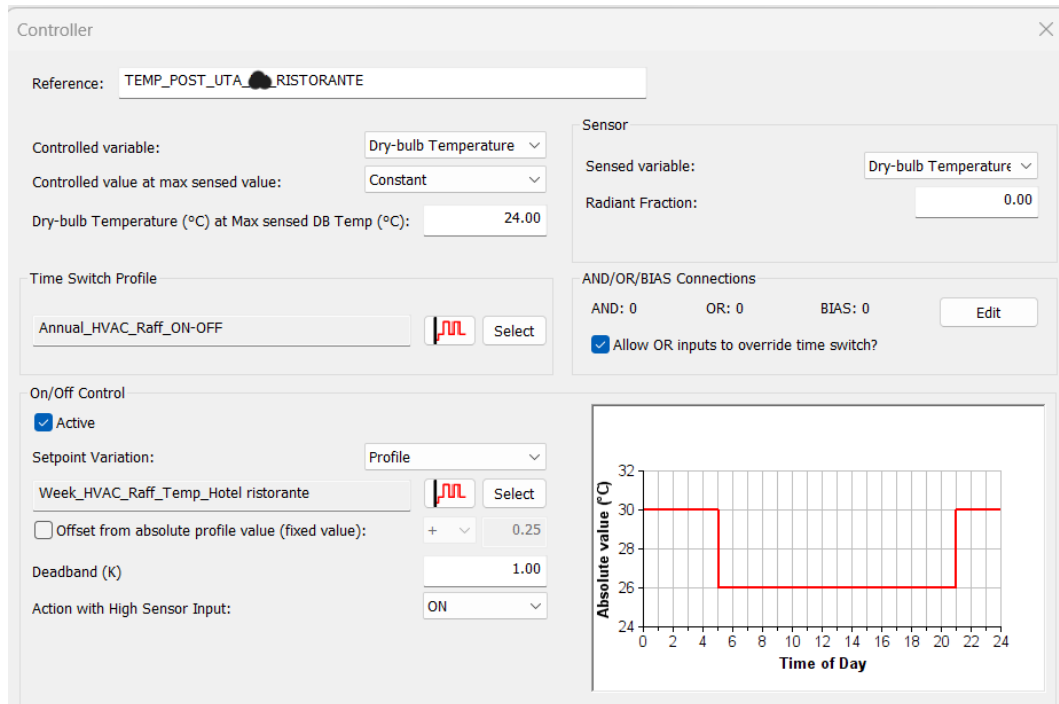 Controller
Reference: TEMP_POST_UTA_ _RISTORANTE
Controlled variable: Dry-bulb Temperature
Controlled value at max sensed value: Constant
Dry-bulb Temperature (°C) at Max sensed DB Temp (°C): 24.00
Sensor
Sensed variable: Dry-bulb Temperature
Radiant Fraction: 0.00
Time Switch Profile
Annual_HVAC_Raff_ON-OFF Select
AND/OR/BIAS Connections
AND: 0 OR: 0 BIAS: 0 Edit
Allow OR inputs to override time switch?
On/Off Control
Active
Setpoint Variation: Profile
Week_HVAC_Raff_Temp_Hotel ristorante Select
Offset from absolute profile value (fixed value): + 0.25
Deadband (K) 1.00
Action with High Sensor Input: ON
Absolute value (°C)
32
30
28
26
24
0 2 4 6 8 10 12 14 16 18 20 22 24
Time of Day